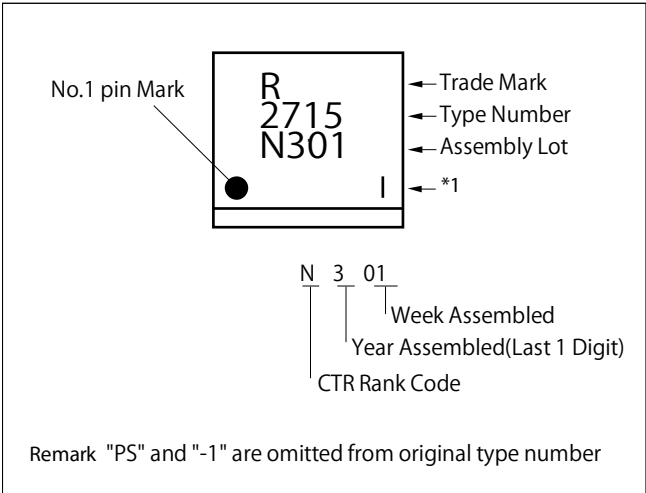 No.1 pin Mark
R
2715
N301
I
Trade Mark
Type Number
Assembly Lot
*1
N 3 01
Week Assembled
Year Assembled(Last 1 Digit)
CTR Rank Code
Remark "PS" and "-1" are omitted from original type number